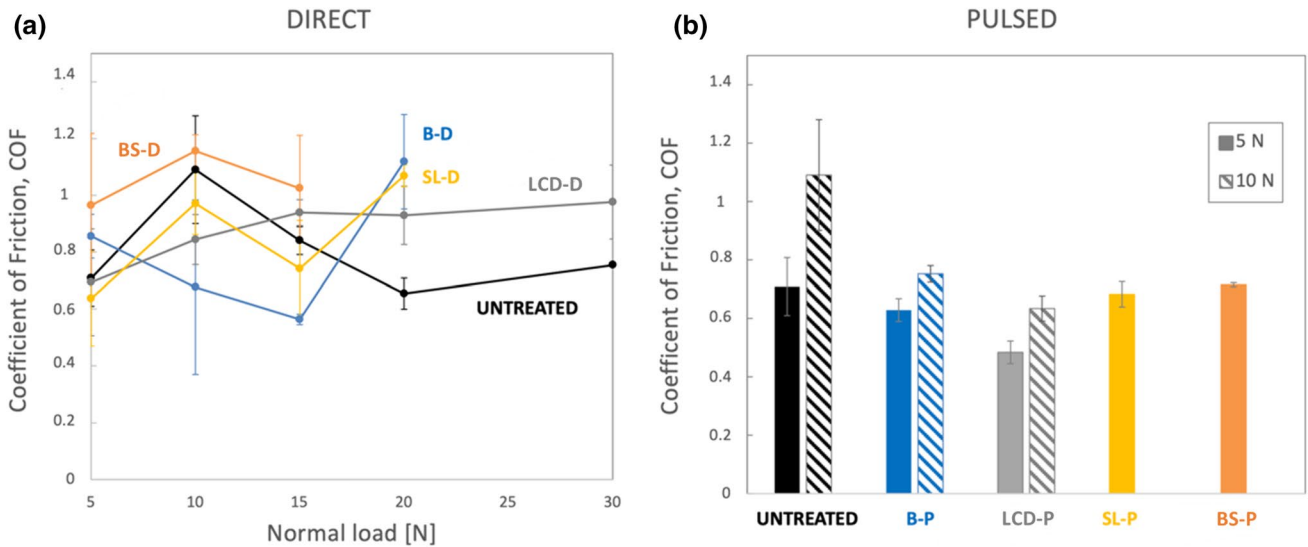 (a)
DIRECT
Coefficient of Friction, COF
1.4
1.2
1
0.8
0.6
0.4
0.2
0
5
10
15
20
25
30
Normal load [N]
BS-D
B-D
SL-D
LCD-D
UNTREATED
(b)
PULSED
Coefficent of Friction, COF
1.4
1.2
1
0.8
0.6
0.4
0.2
0
5 N
10 N
UNTREATED
B-P
LCD-P
SL-P
BS-P